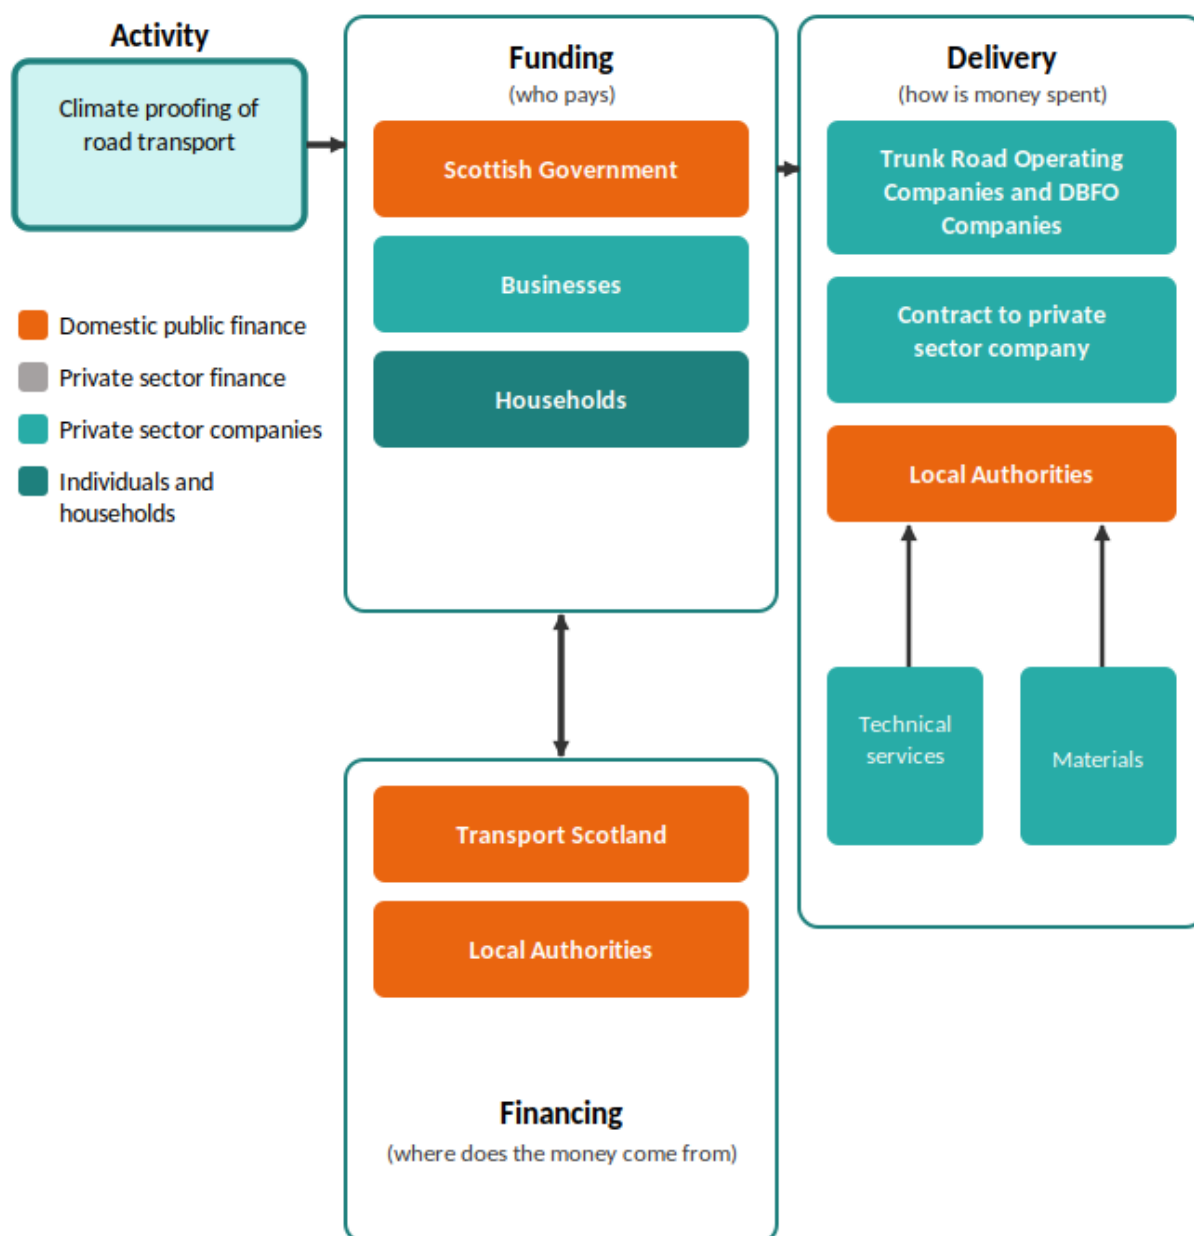 Activity
Climate proofing of
road transport
Domestic public finance
Private sector finance
Private sector companies
Individuals and
households
Funding
(who pays)
Scottish Government
Businesses
Households
Transport Scotland
Local Authorities
Financing
(where does the money come from)
Delivery
(how is money spent)
Trunk Road Operating
Companies and DBFO
Companies
Contract to private
sector company
Local Authorities
Technical
services
Materials